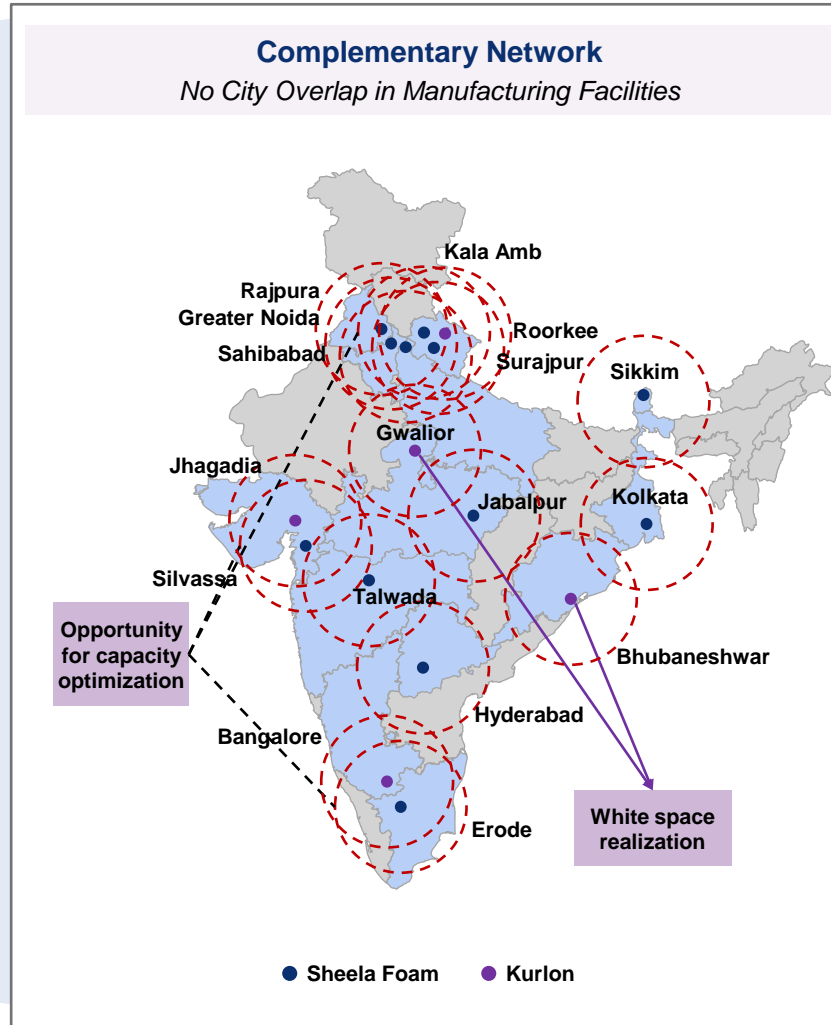 Complementary Network
No City Overlap in Manufacturing Facilities
Kala Amb
Rajpura
Greater Noida
Roorkee
Sahibabad
Surajpur
Sikkim
Gwalior
Jhagadia
Jabalpur
Kolkata
Silvassa
Talwada
Opportunity
for capacity
optimization
Bhubaneshwar
Hyderabad
Bangalore
White space
realization
Erode
Sheela Foam
Kurlon